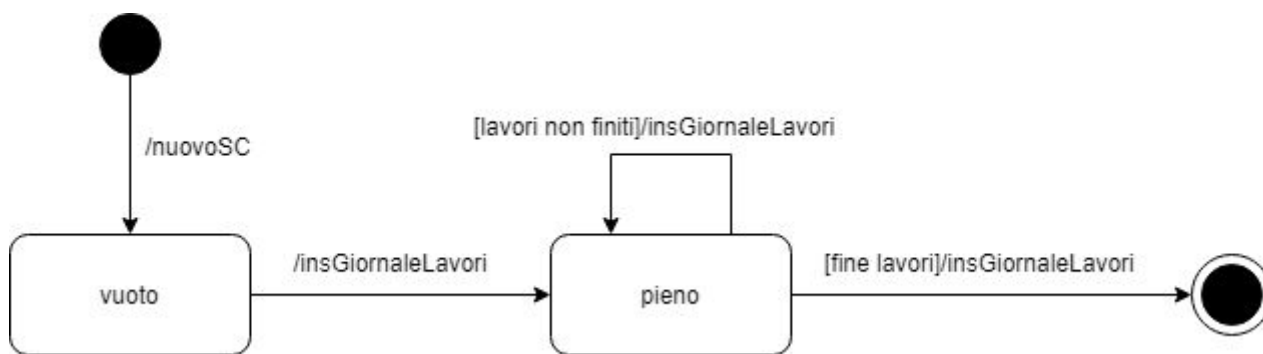 /nuovoSC
[lavori non finiti]/insGiornaleLavori
vuoto
/insGiornaleLavori
pieno
[fine lavori]/insGiornaleLavori